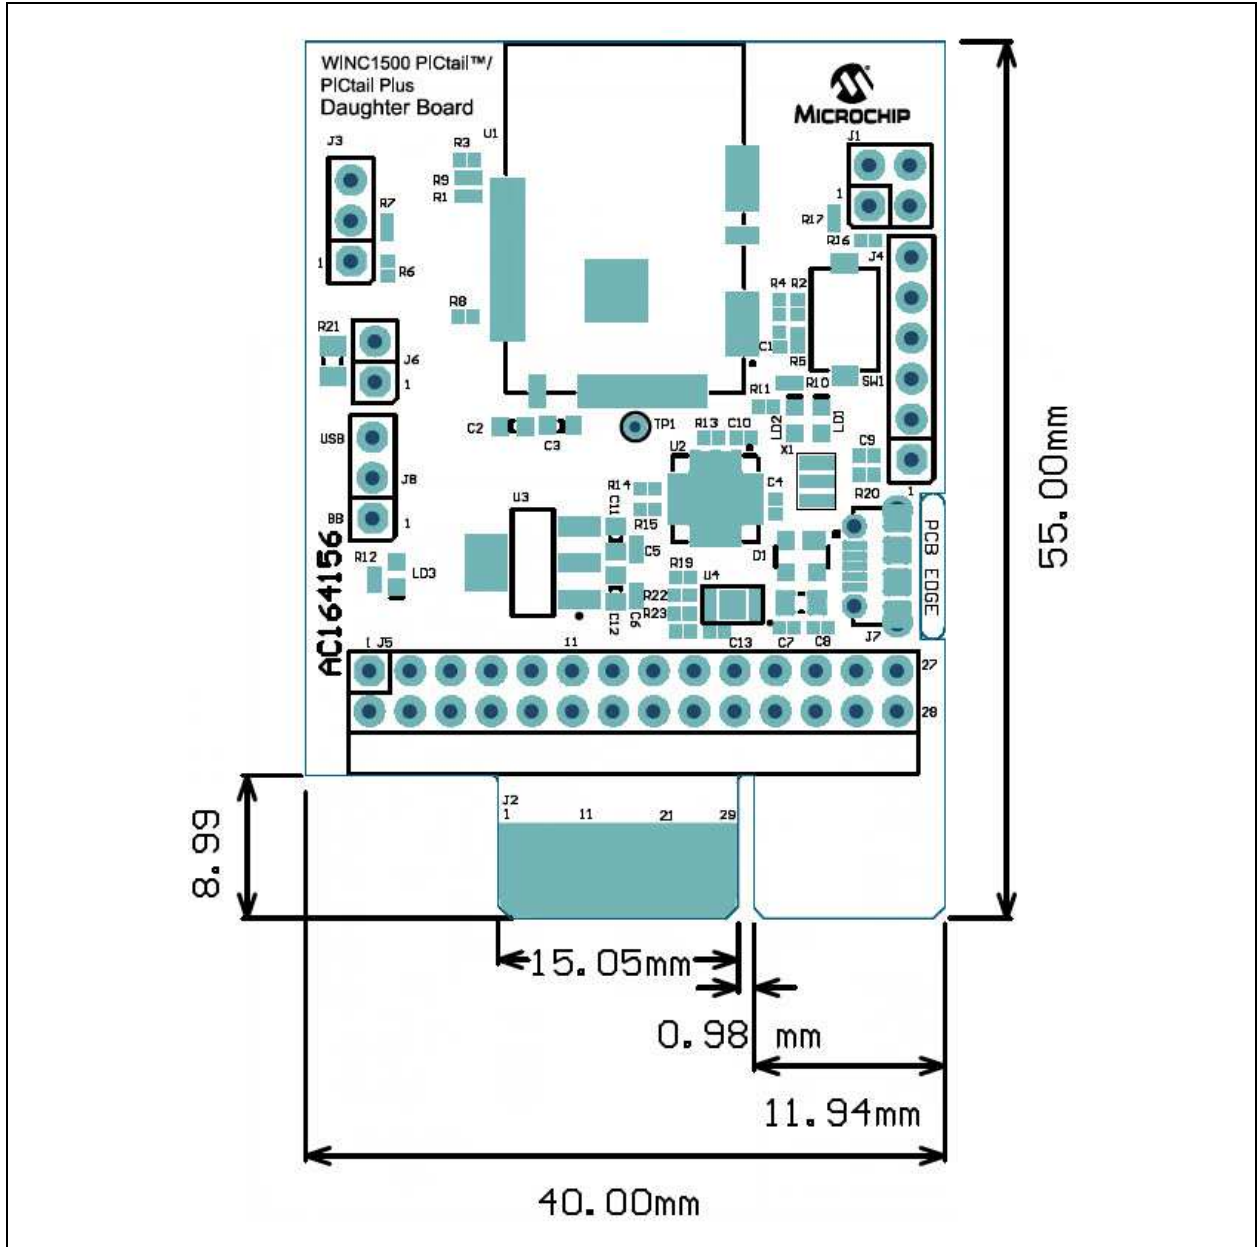 WINC1500 PICtail™/
PICtail Plus
Daughter Board
MICROCHIP
J3
R3
U1
J1
R9
R1
R7
1
R17
R16
J4
1
R6
R4 R2
R8
R21
C1
J6
R5
1
R11
R10
SW1
LD2
LD1
C2
C3
TP1
R13 C10
USB
U2
X1
C9
J8
R14
C4
R20
1
U3
C11
BB
1
R15
PCB EDGE
AC164156
C5
D1
R12
LD3
R19
U4
R22
R23
C6
C12
C13
C7
C8
J7
1 J5
11
27
28
J2
1 11 21 29
55.00mm
8.99
15.05mm
0.98 mm
11.94mm
40.00mm